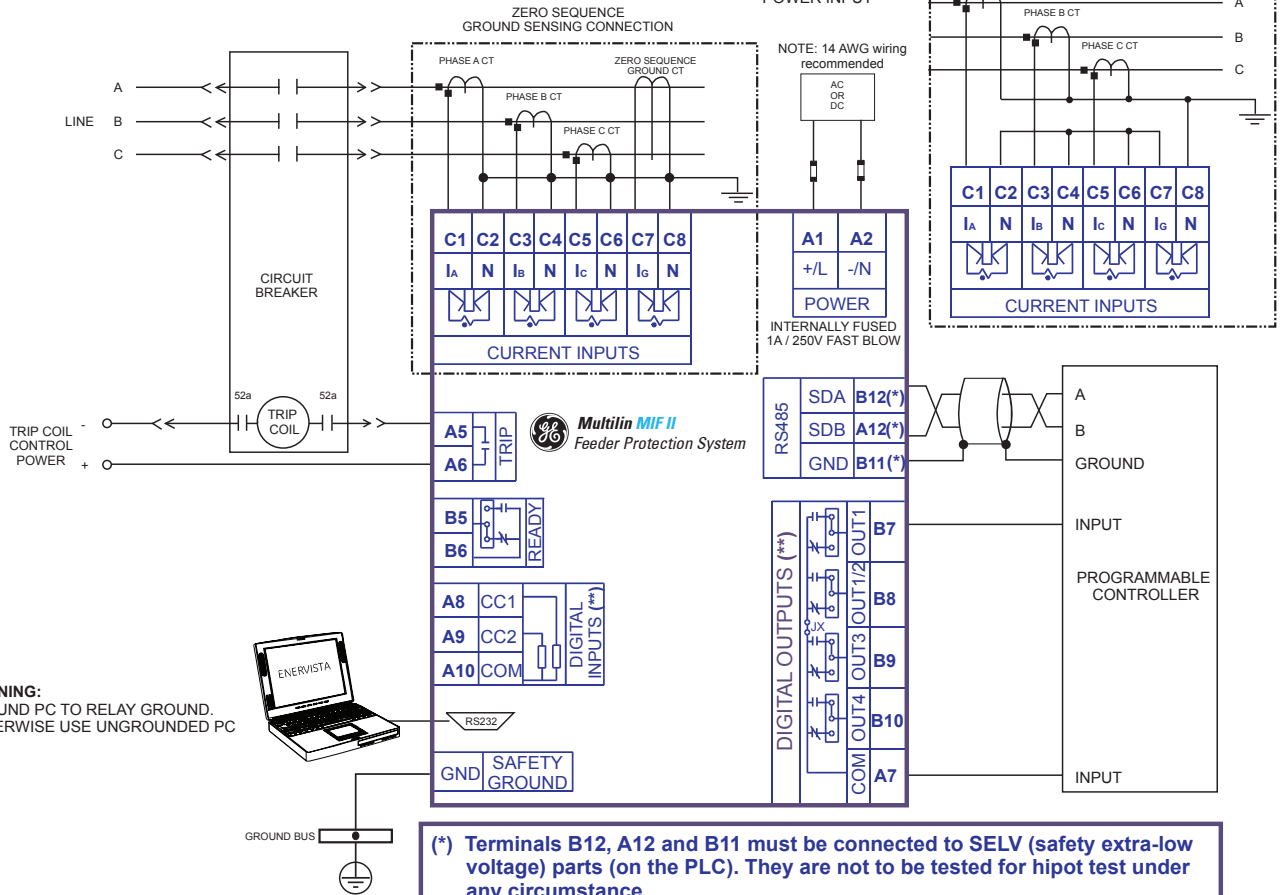 POWER INPUT
ZERO SEQUENCE
GROUND SENSING CONNECTION
PHASE A CT
ZERO SEQUENCE
GROUND CT
PHASE B CT
PHASE C CT
A
LINE B
C
CIRCUIT
BREAKER
NOTE: 14 AWG wiring
recommended
AC
OR
DC
PHASE B CT
PHASE C CT
A
B
C
C1 C2 C3 C4 C5 C6 C7 C8
IA N IB N IC N IG N
CURRENT INPUTS
C1 C2 C3 C4 C5 C6 C7 C8
IA N IB N IC N IG N
CURRENT INPUTS
A1 A2
+/L -/N
POWER
INTERNALLY FUSED
1A / 250V FAST BLOW
52a 52a
TRIP
COIL
TRIP COIL
CONTROL
POWER
-
+
A5
A6
TRIP
Multilin MIF II
Feeder Protection System
B5
B6
READY
A8 CC1
A9 CC2
A10 COM
DIGITAL
INPUTS (**)
RS232
ENERVISTA
NING:
UND PC TO RELAY GROUND.
ERWISE USE UNGROUNDED PC
GND SAFETY
GROUND
GROUND BUS
RS485
SDA B12(*)
SDB A12(*)
GND B11(*)
DIGITAL OUTPUTS (**)
JX
OUT1 B7
OUT1/2 B8
OUT3 B9
OUT4 B10
COM A7
A
B
GROUND
INPUT
PROGRAMMABLE
CONTROLLER
INPUT
(*) Terminals B12, A12 and B11 must be connected to SELV (safety extra-low
voltage) parts (on the PLC). They are not to be tested for hipot test under
any circumstance